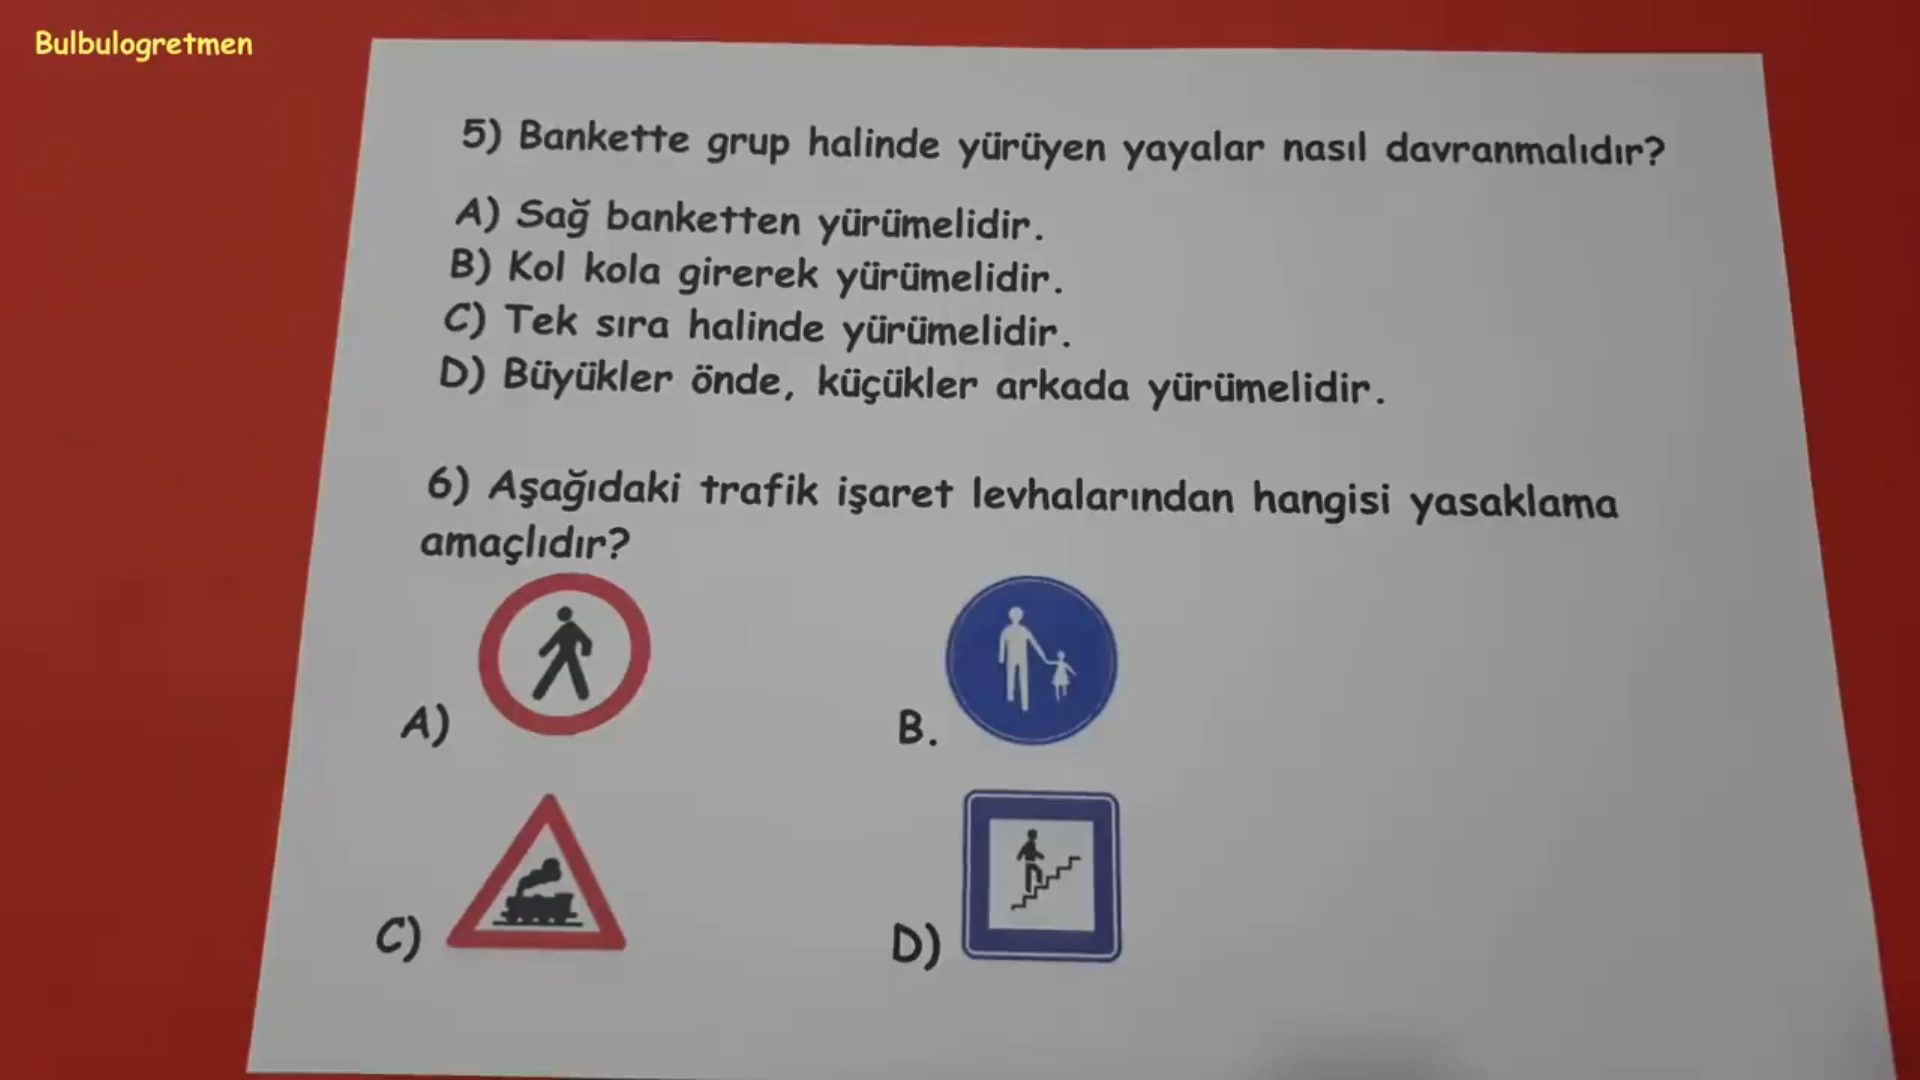 Bulbulogretmen
5) Bankette grup halinde yürüyen yayalar nasıl davranmalıdır?
A) Sağ banketten yürümelidir.
B) Kol kola girerek yürümelidir.
C) Tek sıra halinde yürümelidir.
D) Büyükler önde, küçükler arkada yürümelidir.
6) Aşağıdaki trafik işaret levhalarından hangisi yasaklama
amaçlıdır?
A)
B.
C)
D)